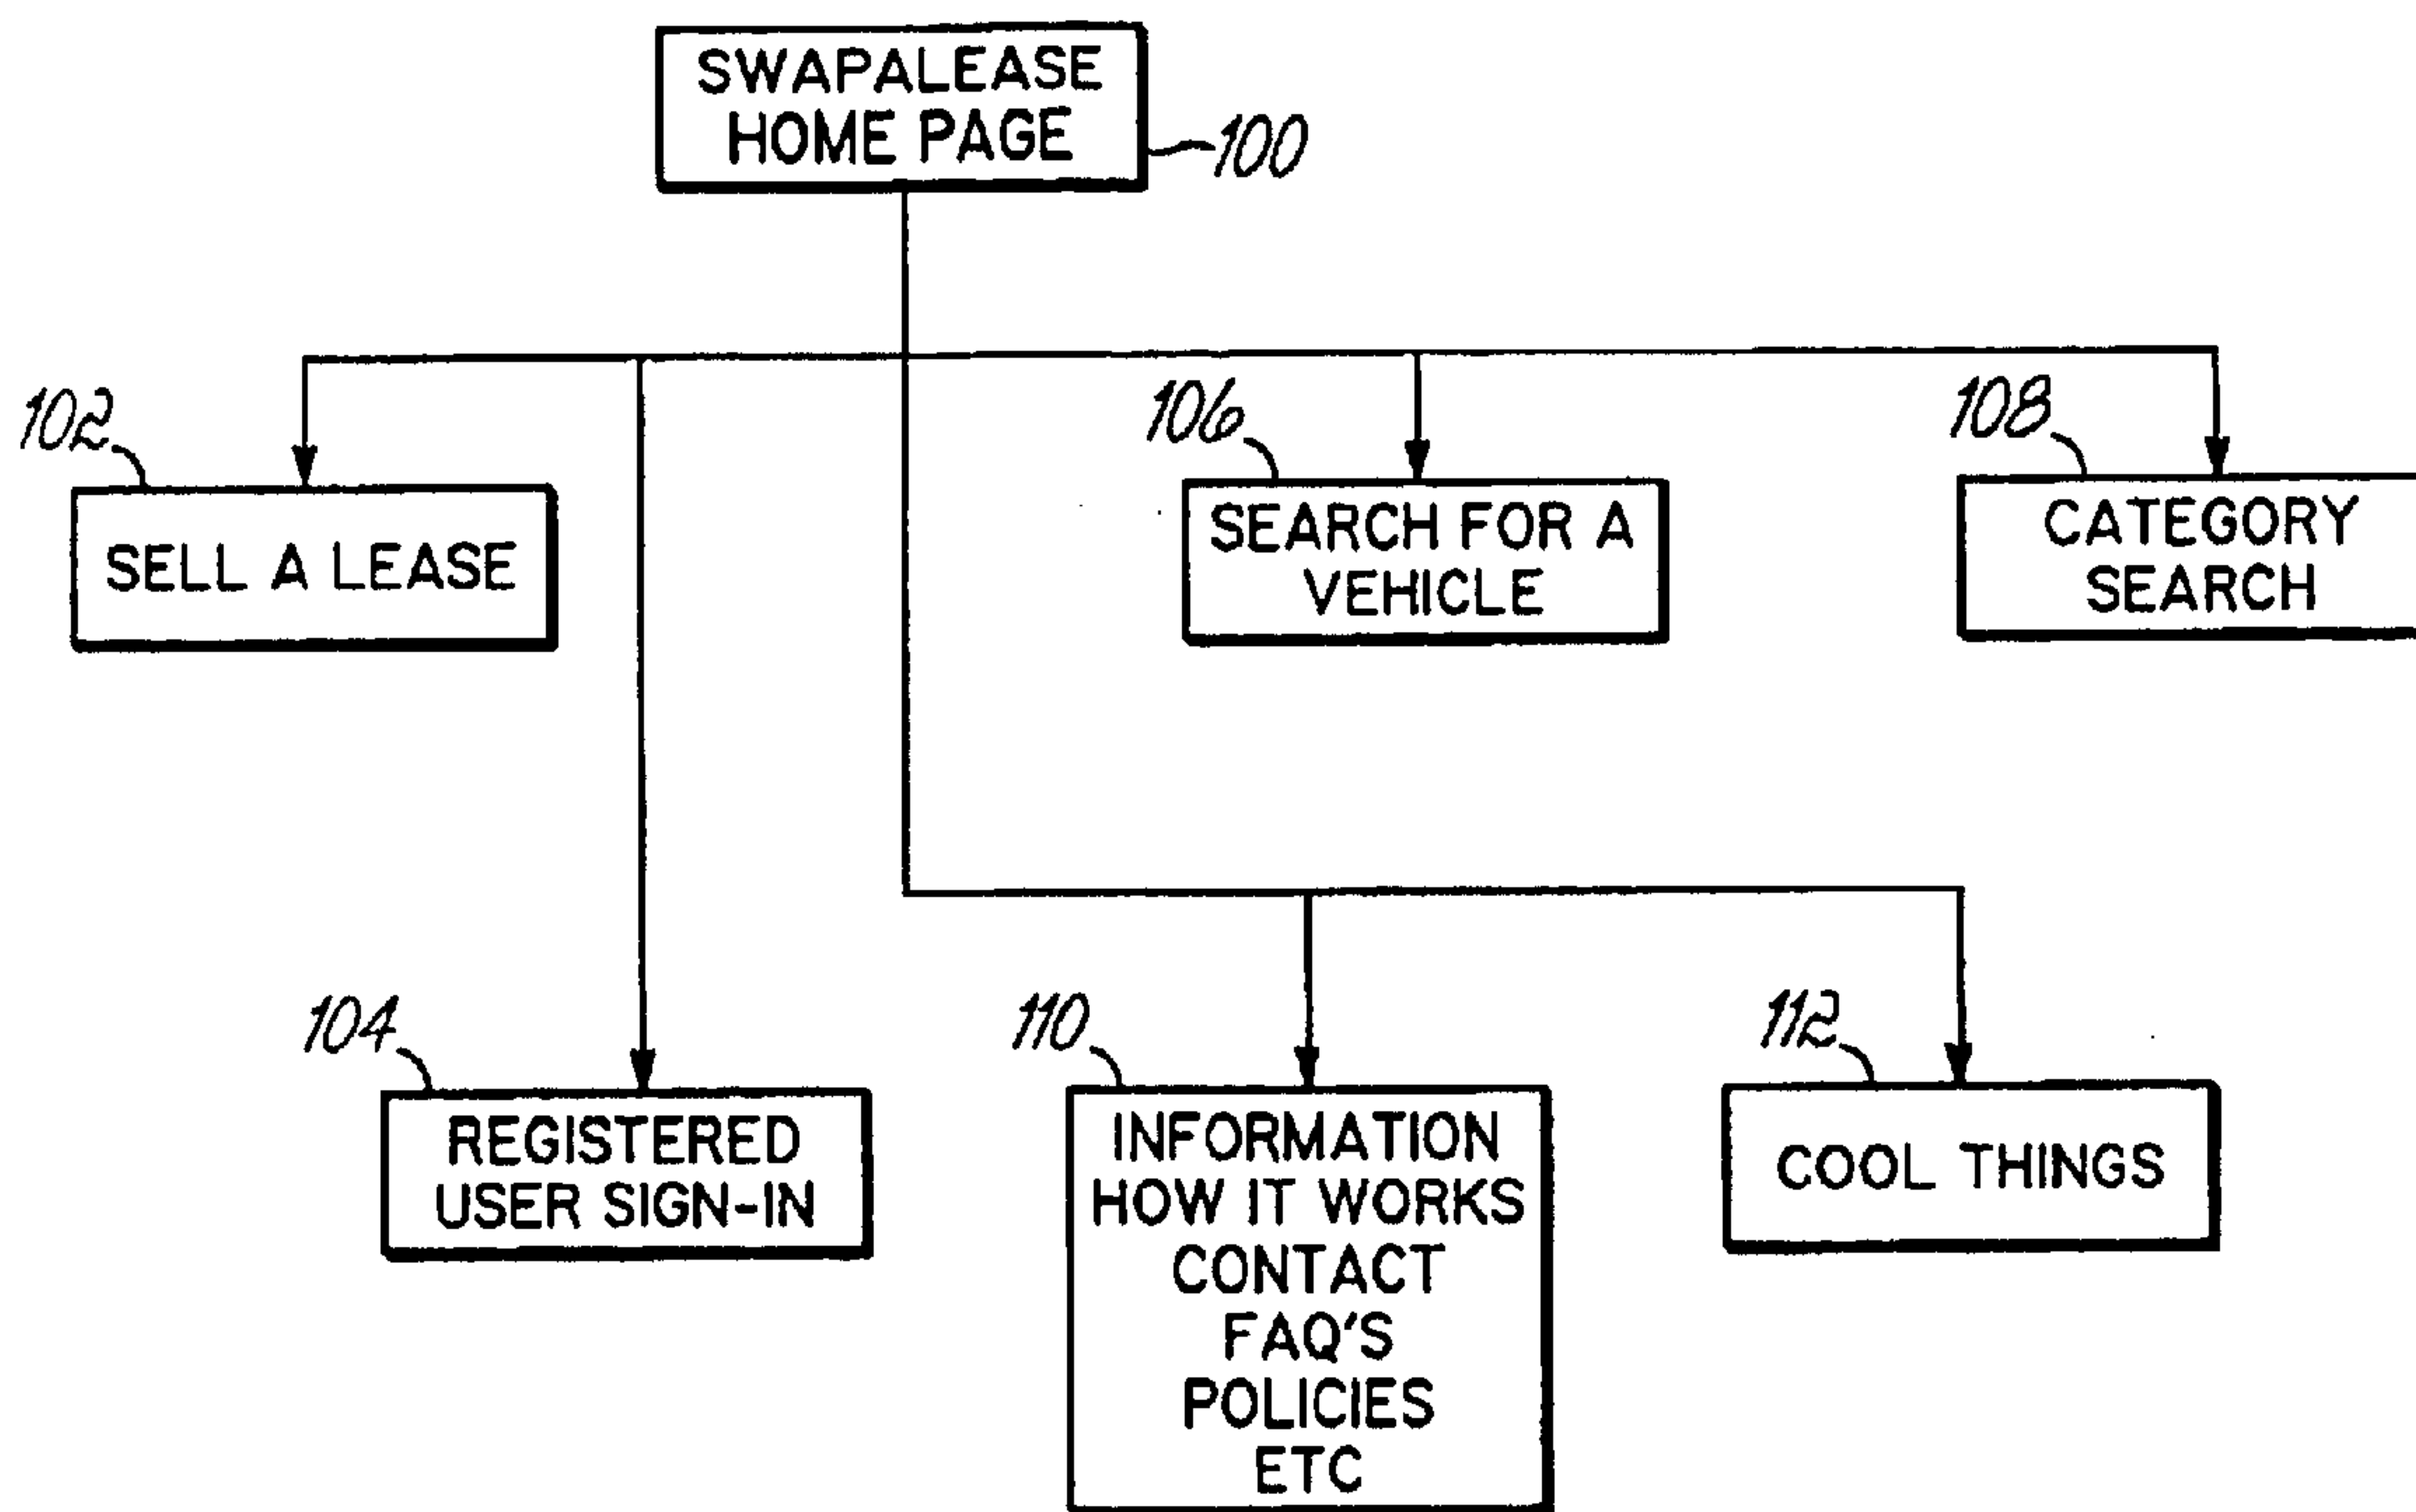 SWAPALEASE
HOME PAGE
100
102
SELL A LEASE
106
SEARCH FOR A
VEHICLE
108
CATEGORY
SEARCH
104
REGISTERED
USER SIGN-IN
110
INFORMATION
HOW IT WORKS
CONTACT
FAQ'S
POLICIES
ETC
112
COOL THINGS